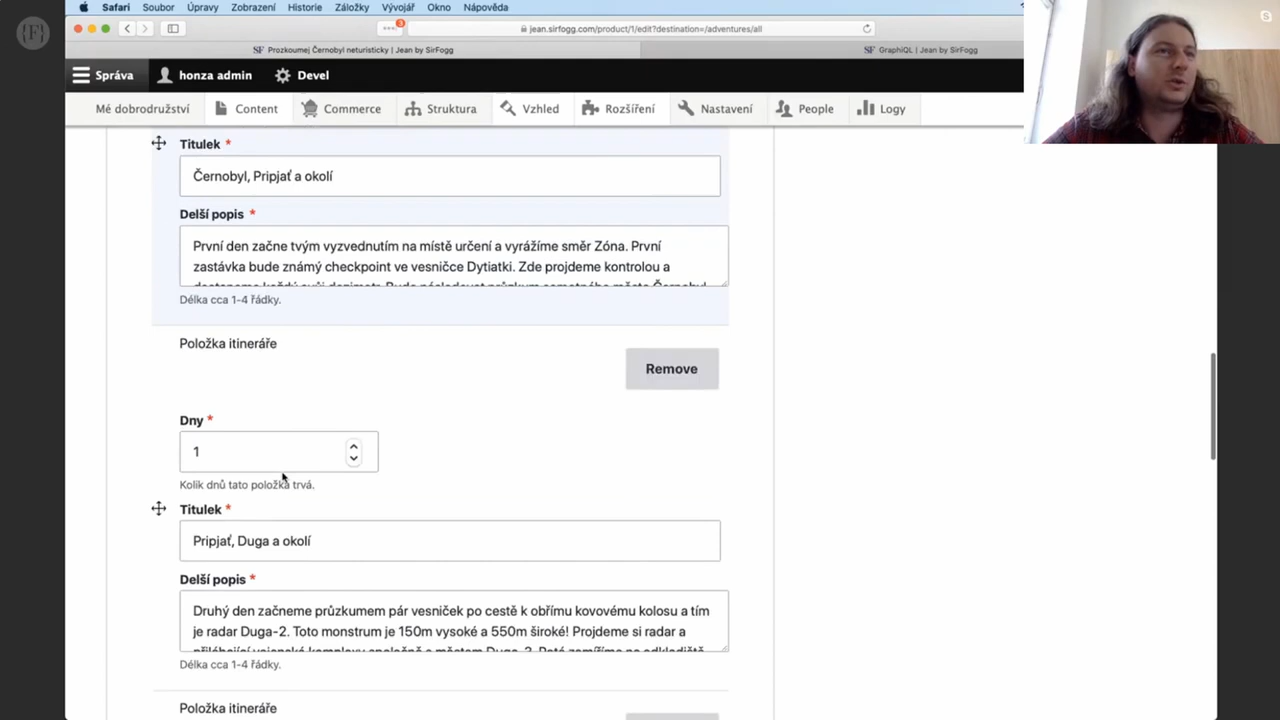 Safari Soubor Úpravy Zobrazení Historie Záložky Vývojář Okno Nápověda
3
jean.sirfogg.com/product/1/edit?destination=/adventures/all
SF Prozkoumej Černobyl neturisticky | Jean by SirFogg
SF GraphiQL | Jean by SirFogg
Správa honza admin Devel
Mé dobrodružství Content Commerce Struktura Vzhled Rozšíření Nastavení People Logy
Titulek *
Černobyl, Pripjať a okolí
Delší popis *
První den začne tvým vyzvednutím na místě určení a vyrážíme směr Zóna. První
zastávka bude známý checkpoint ve vesničce Dytiatki. Zde projdeme kontrolou a
Délka cca 1-4 řádky.
Položka itineráře
Remove
Dny *
1
Kolik dnů tato položka trvá.
Titulek *
Pripjať, Duga a okolí
Delší popis *
Druhý den začneme průzkumem pár vesniček po cestě k obřímu kovovému kolosu a tím
je radar Duga-2. Toto monstrum je 150m vysoké a 550m široké! Projdeme si radar a
Délka cca 1-4 řádky.
Položka itineráře